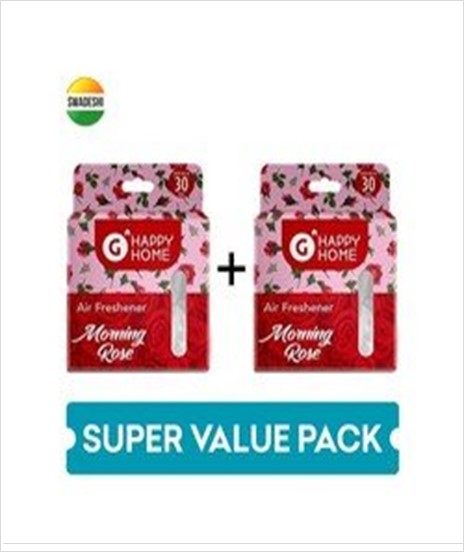 SWADESHI
30
G HAPPY
HOME
Air Freshener
Morning
Rose
+
30
G HAPPY
HOME
Air Freshener
Morning
Rose
SUPER VALUE PACK